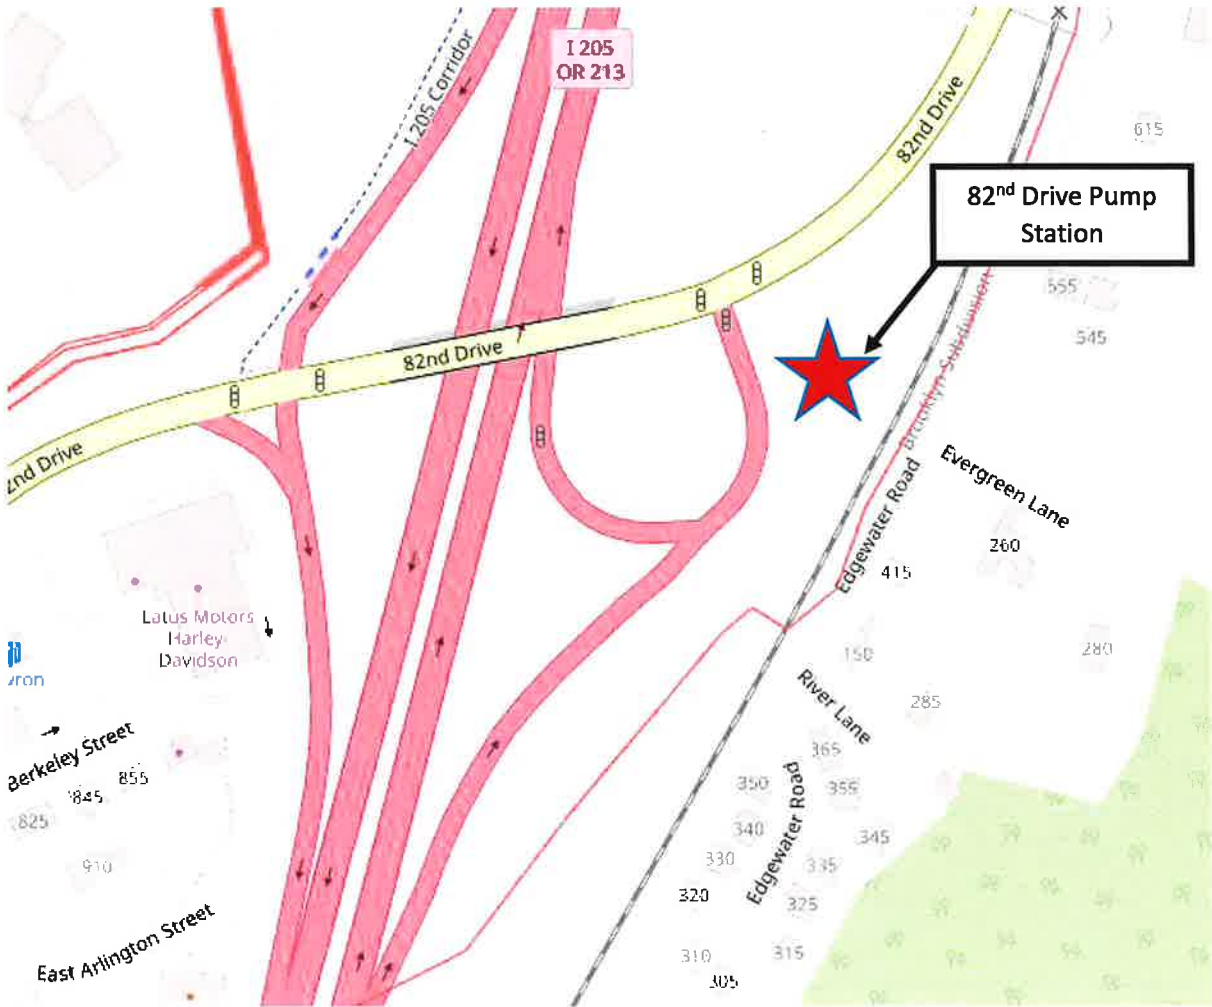 I 205
OR 213
I 205 Corridor
82nd Drive
615
82nd Drive Pump
Station
555
545
82nd Drive
2nd Drive
Brooklyn Subdivision
Edgewater Road
Evergreen Lane
260
415
Latus Motors
Harley-
Davidson
vron
150
280
River Lane
285
Berkeley Street
365
855
845
350
355
825
Edgewater Road
340
345
910
330
335
320
325
East Arlington Street
310
315
305